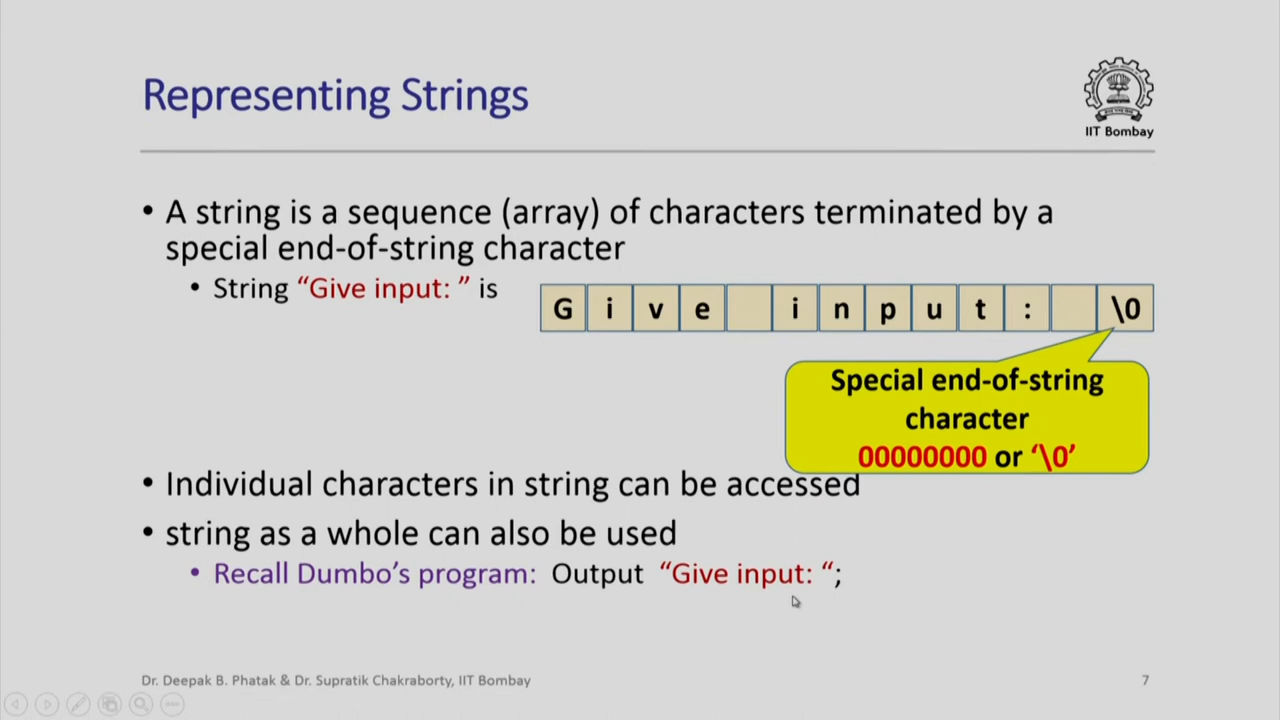 Representing Strings
IIT Bombay
• A string is a sequence (array) of characters terminated by a
special end-of-string character
• String “Give input: ” is
G i v e   i n p u t :   \0
Special end-of-string
character
00000000 or ‘\0’
• Individual characters in string can be accessed
• string as a whole can also be used
• Recall Dumbo’s program: Output “Give input: “;
Dr. Deepak B. Phatak & Dr. Supratik Chakraborty, IIT Bombay
7